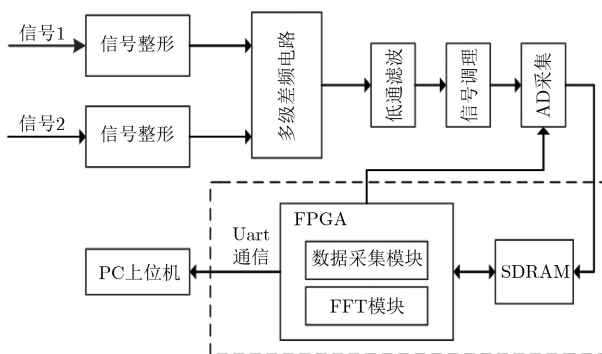 信号1
信号整形
信号2
信号整形
多级差频电路
低通滤波
信号调理
AD采集
FPGA
数据采集模块
FFT模块
SDRAM
Uart
通信
PC上位机